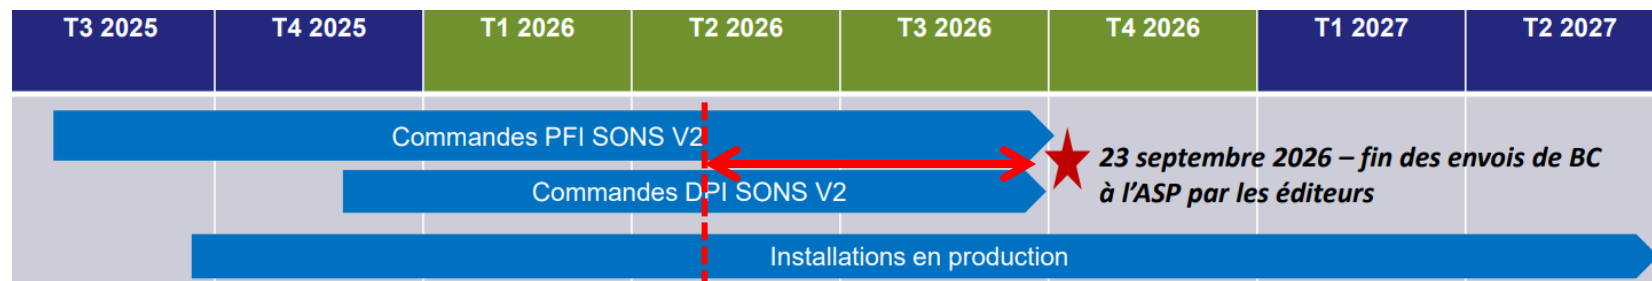 T3 2025 T4 2025 T1 2026 T2 2026 T3 2026 T4 2026 T1 2027 T2 2027
Commandes PFI SONS V2
23 septembre 2026 – fin des envois de BC
à l’ASP par les éditeurs
Commandes DPI SONS V2
Installations en production